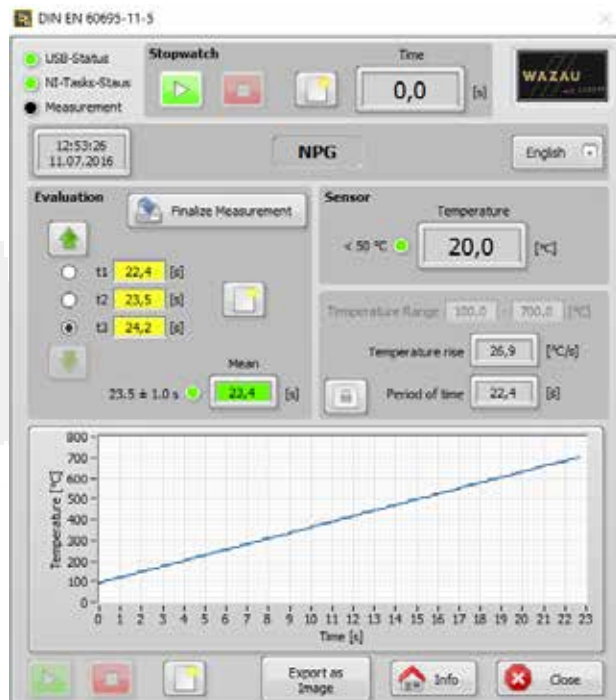 DIN EN 60695-11-5
USB-Status
NI-Tasks-Staus
Measurement
Stopwatch
Time
0,0 [s]
WAZAU
12:53:26
11.07.2016
NPG
English
Evaluation
Finalize Measurement
t1 22,4 [s]
t2 23,5 [s]
t3 24,2 [s]
Mean
23.5 ± 1.0 s 23,4 [s]
Sensor
Temperature
< 50 °C 20,0 [°C]
Temperature Range 100,0 - 700,0 [°C]
Temperature rise 26,9 [°C/s]
Period of time 22,4 [s]
Temperature [°C]
800
700
600
500
400
300
200
100
0
0 1 2 3 4 5 6 7 8 9 10 11 12 13 14 15 16 17 18 19 20 21 22 23
Time [s]
Export as
Image
Info
Close